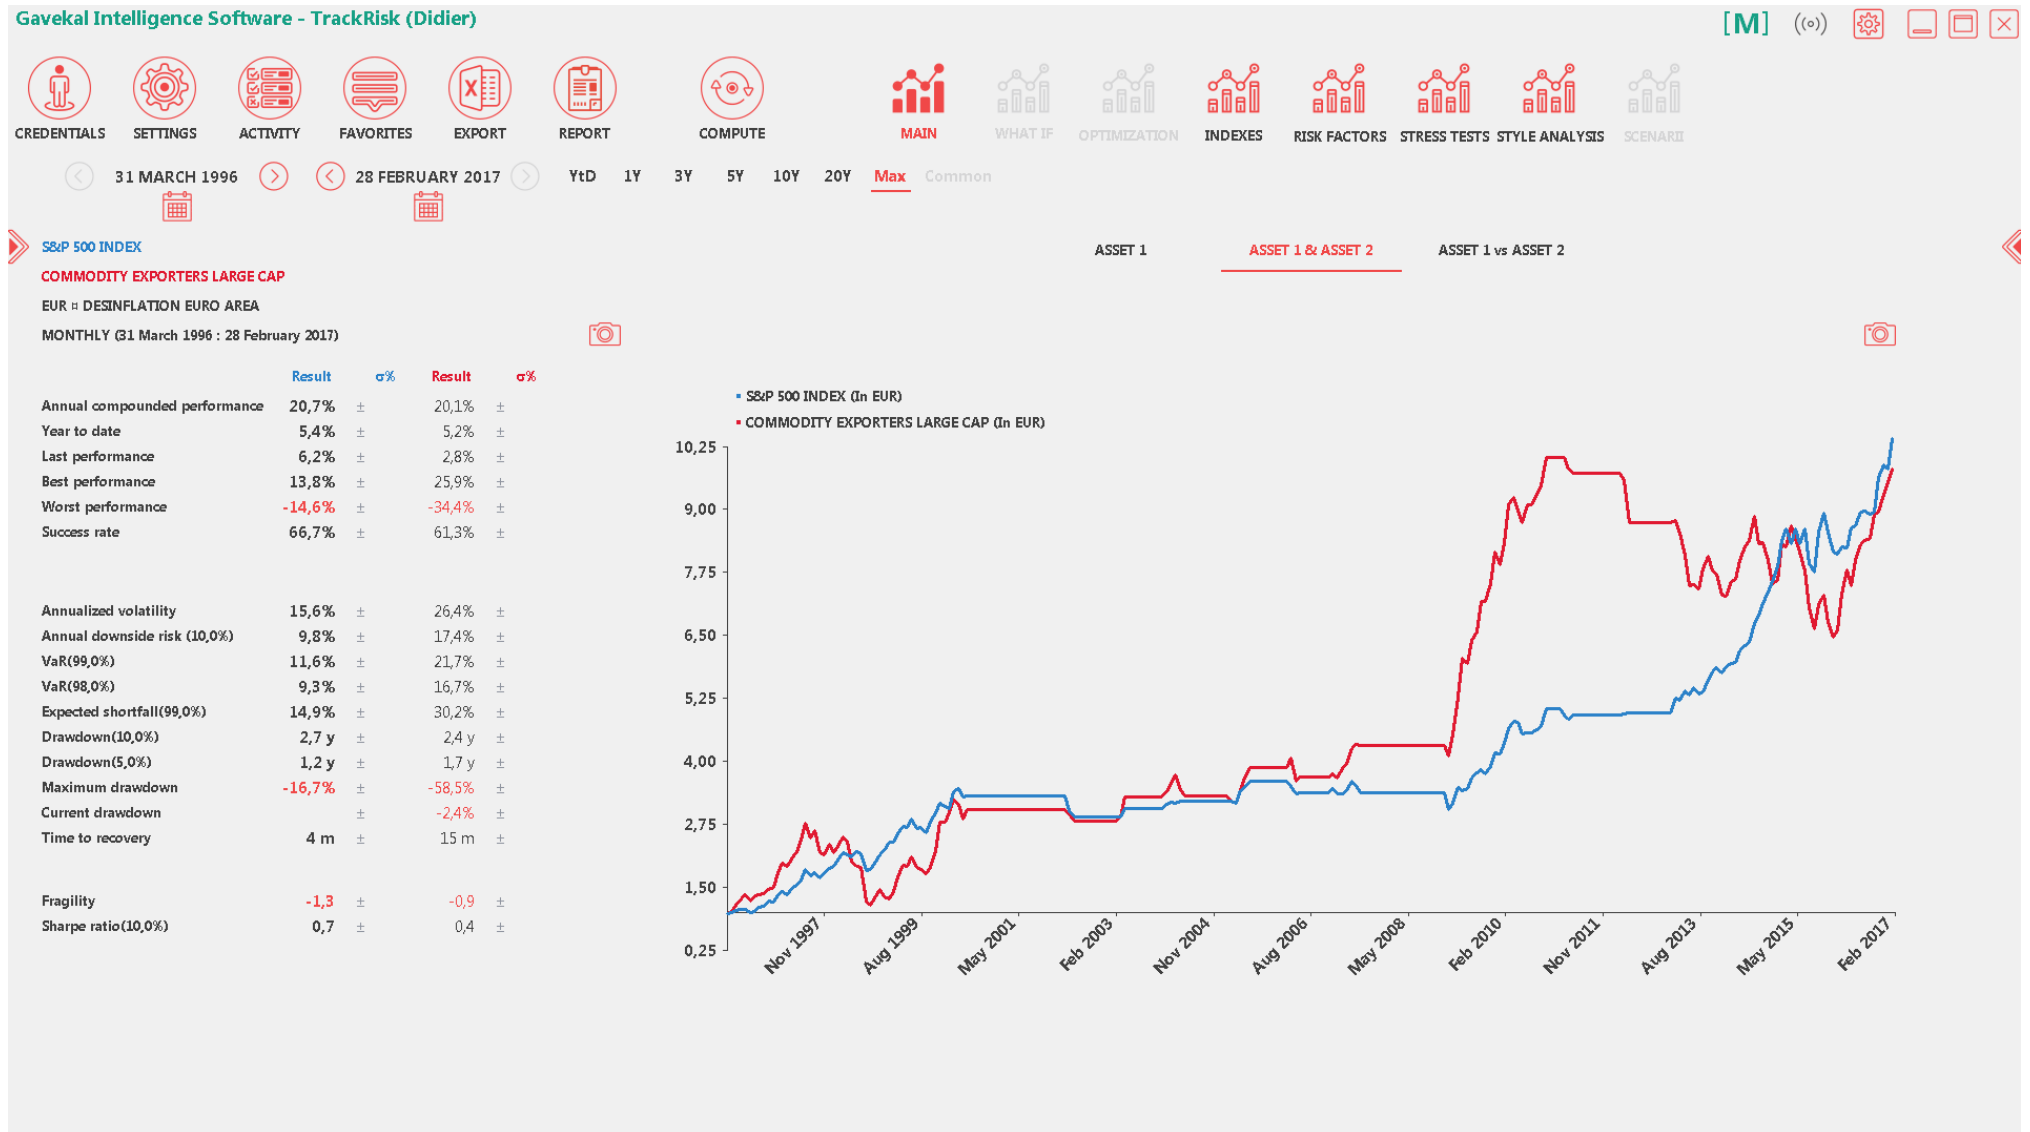 Gavekal Intelligence Software - TrackRisk (Didier)
[M]
CREDENTIALS SETTINGS ACTIVITY FAVORITES EXPORT REPORT COMPUTE MAIN WHAT IF OPTIMIZATION INDEXES RISK FACTORS STRESS TESTS STYLE ANALYSIS SCENARII
31 MARCH 1996 28 FEBRUARY 2017 YtD 1Y 3Y 5Y 10Y 20Y Max Common
S&P 500 INDEX
ASSET 1 ASSET 1 & ASSET 2 ASSET 1 vs ASSET 2
COMMODITY EXPORTERS LARGE CAP
EUR ¤ DESINFLATION EURO AREA
MONTHLY (31 March 1996 : 28 February 2017)
Result σ% Result σ%
Annual compounded performance 20,7% ± 20,1% ±
Year to date 5,4% ± 5,2% ±
Last performance 6,2% ± 2,8% ±
Best performance 13,8% ± 25,9% ±
Worst performance -14,6% ± -34,4% ±
Success rate 66,7% ± 61,3% ±
Annualized volatility 15,6% ± 26,4% ±
Annual downside risk (10,0%) 9,8% ± 17,4% ±
VaR(99,0%) 11,6% ± 21,7% ±
VaR(98,0%) 9,3% ± 16,7% ±
Expected shortfall(99,0%) 14,9% ± 30,2% ±
Drawdown(10,0%) 2,7 y ± 2,4 y ±
Drawdown(5,0%) 1,2 y ± 1,7 y ±
Maximum drawdown -16,7% ± -58,5% ±
Current drawdown ± -2,4% ±
Time to recovery 4 m ± 15 m ±
Fragility -1,3 ± -0,9 ±
Sharpe ratio(10,0%) 0,7 ± 0,4 ±
S&P 500 INDEX (In EUR)
COMMODITY EXPORTERS LARGE CAP (In EUR)
10,25
9,00
7,75
6,50
5,25
4,00
2,75
1,50
0,25
Nov 1997 Aug 1999 May 2001 Feb 2003 Nov 2004 Aug 2006 May 2008 Feb 2010 Nov 2011 Aug 2013 May 2015 Feb 2017